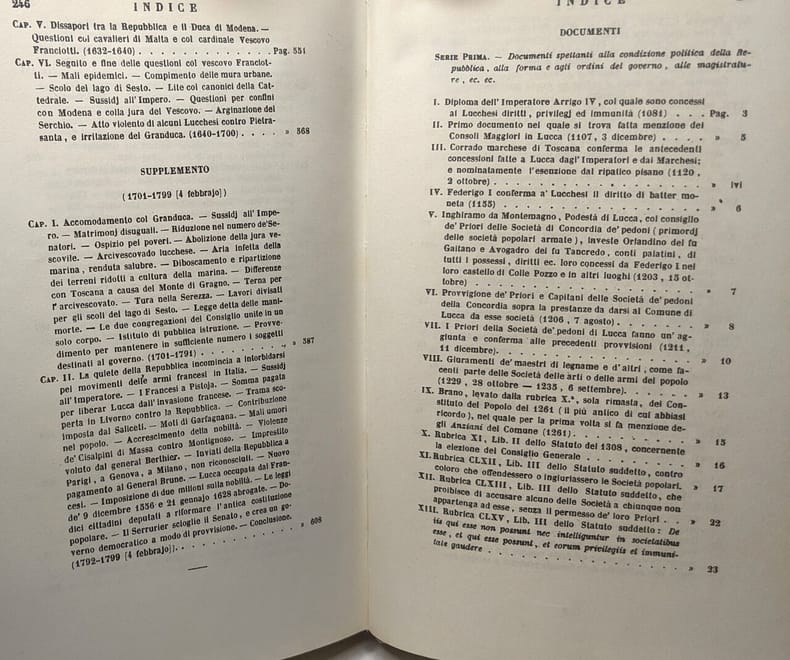 246
INDICE
CAP. V. Dissapori tra la Repubblica e il Duca di Modena. —
Questioni coi cavalieri di Malta e col cardinale Vescovo
Franciotti. (1632-1640) . . . . . . . . . . . Pag. 551
CAP. VI. Seguito e fine delle questioni col vescovo Franciot-
ti. — Mali epidemici. — Compimento delle mura urbane.
— Scolo del lago di Sesto. — Lite coi canonici della Cat-
tedrale. — Sussidj all' Impero. — Questioni per confini
con Modena e colla jura del Vescovo. — Arginazione del
Serchio. — Atto violento di alcuni Lucchesi contro Pietra-
santa, e irritazione del Granduca. (1640-1700) . . . . » 568
SUPPLEMENTO
(1701-1799 [4 febbrajo])
CAP. I. Accomodamento col Granduca. — Sussidj all' Impe-
ro. — Matrimonj disuguali. — Riduzione nel numero de'Se-
natori. — Ospizio pei poveri. — Abolizione della jura ve-
scovile. — Arcivescovado lucchese. — Aria infetta della
marina, renduta salubre. — Diboscamento e ripartizione
dei terreni ridotti a cultura della marina. — Differenze
con Toscana a causa del Monte di Gragno. — Terna per
l' arcivescovato. — Tura nella Serezza. — Lavori divisati
per gli scoli del lago di Sesto. — Legge detta delle mani-
morte. — Le due congregazioni del Consiglio unite in un
solo corpo. — Istituto di pubblica istruzione. — Provve-
dimento per mantenere in sufficiente numero i soggetti
destinati al governo. (1701-1791) . . . . . . . . . » 587
CAP. II. La quiete della Repubblica incomincia a intorbidarsi
pei movimenti delle armi francesi in Italia. — Sussidj
all' Imperatore. — I Francesi a Pistoja. — Somma pagata
per liberar Lucca dall' invasione francese. — Trama sco-
perta in Livorno contro la Repubblica. — Contribuzione
imposta dal Saliceti. — Moti di Garfagnana. — Mali umori
nel popolo. — Accrescimento della nobiltà. — Violenze
de' Cisalpini di Massa contro Montignoso. — Imprestito
voluto dal general Berthier. — Inviati della Repubblica a
Parigi, a Genova, a Milano, non riconosciuti. — Nuovo
pagamento al General Brune. — Lucca occupata dai Fran-
cesi. — Imposizione di due milioni sulla nobiltà. — Le leggi
de' 9 dicembre 1556 e 21 gennajo 1628 abrogate. — Do-
dici cittadini deputati a riformare l'antica costituzione
popolare. — Il Serrurier scioglie il Senato, e crea un go-
verno democratico a modo di provvisione. — Conclusione.
(1792-1799 [4 febbrajo]). . . . . . . . . . . . » 608
INDICE
DOCUMENTI
SERIE PRIMA. — Documenti spettanti alla condizione politica della Re-
pubblica, alla forma e agli ordini del governo, alle magistratu-
re, ec. ec.
I. Diploma dell' Imperatore Arrigo IV, col quale sono concessi
ai Lucchesi diritti, privilegj ed immunità (1081) . . . Pag. 3
II. Primo documento nel quale si trova fatta menzione dei
Consoli Maggiori in Lucca (1107, 3 dicembre) . . . . . » 5
III. Corrado marchese di Toscana conferma le antecedenti
concessioni fatte a Lucca dagl' Imperatori e dai Marchesi;
e nominatamente l'esenzione dal ripatico pisano (1120,
2 ottobre) . . . . . . . . . . . . . . . . . » ivi
IV. Federigo I conferma a' Lucchesi il diritto di batter mo-
neta (1155) . . . . . . . . . . . . . . . . . » 6
V. Inghiramo da Montemagno, Podestà di Lucca, col consiglio
de' Priori delle Società di Concordia de' pedoni (primordj
delle società popolari armate), investe Orlandino del fu
Gaitano e Avogadro del fu Tancredo, conti palatini, di
tutti i possessi, diritti ec. loro concessi da Federigo I nel
loro castello di Colle Pozzo e in altri luoghi (1203, 15 ot-
tobre) . . . . . . . . . . . . . . . . . . . » 7
VI. Provvigione de' Priori e Capitani delle Società de' pedoni
della Concordia sopra le prestanze da darsi al Comune di
Lucca da esse società (1206, 7 agosto) . . . . . . . . » 8
VII. I Priori della Società de' pedoni di Lucca fanno un' ag-
giunta e conferma alle precedenti provvisioni (1211,
11 dicembre). . . . . . . . . . . . . . . . . » 10
VIII. Giuramenti de' maestri di legname e d' altri, come fa-
centi parte delle Società delle arti o delle armi del popolo
(1229, 28 ottobre — 1235, 6 settembre). . . . . . . » 13
IX. Brano, levato dalla rubrica X.ª, sola rimasta, del Con-
stituto del Popolo del 1261 (il più antico di cui abbiasi
ricordo), nel quale per la prima volta si fa menzione de-
gli Anziani del Comune (1261). . . . . . . . . . . » 15
X. Rubrica XI, Lib. II dello Statuto del 1308, concernente
la elezione del Consiglio Generale . . . . . . . . . » 16
XI. Rubrica CLXII, Lib. III dello Statuto suddetto, contro
coloro che offendessero o ingiuriassero le Società popolari. » 17
XII. Rubrica CLXII, Lib. III dello Statuto suddetto, che
proibisce di accusare alcuno delle Società a chiunque non
appartenga ad esse, senza il permesso de' loro Priori . . » 22
XIII. Rubrica CLXV, Lib. III dello Statuto suddetto: De
iis qui esse non possunt nec intelliguntur in societatibus
esse, et qui esse possunt, et eorum privilegiis et immuni-
tate gaudere . . . . . . . . . . . . . . . . . » 23